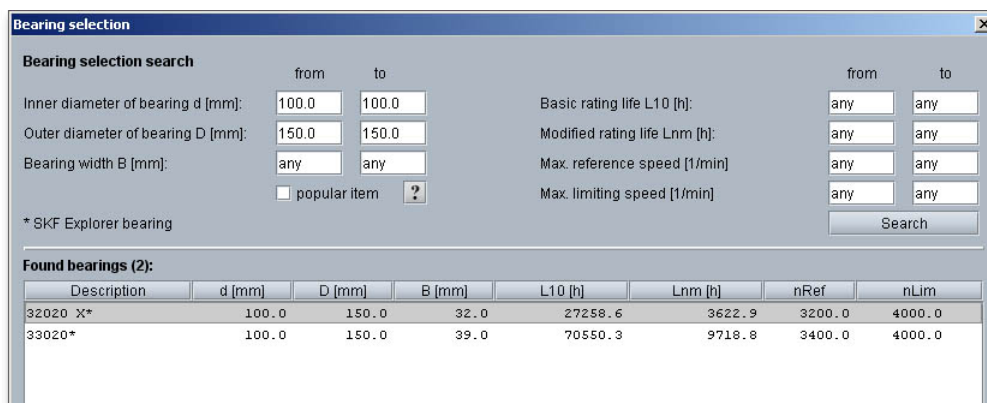 Bearing selection
Bearing selection search
from to from to
Inner diameter of bearing d [mm]: 100.0 100.0 Basic rating life L10 [h]: any any
Outer diameter of bearing D [mm]: 150.0 150.0 Modified rating life Lnm [h]: any any
Bearing width B [mm]: any any Max. reference speed [1/min] any any
popular item ? Max. limiting speed [1/min] any any
* SKF Explorer bearing Search
Found bearings (2):
Description d [mm] D [mm] B [mm] L10 [h] Lnm [h] nRef nLim
32020 X* 100.0 150.0 32.0 27258.6 3622.9 3200.0 4000.0
33020* 100.0 150.0 39.0 70550.3 9718.8 3400.0 4000.0